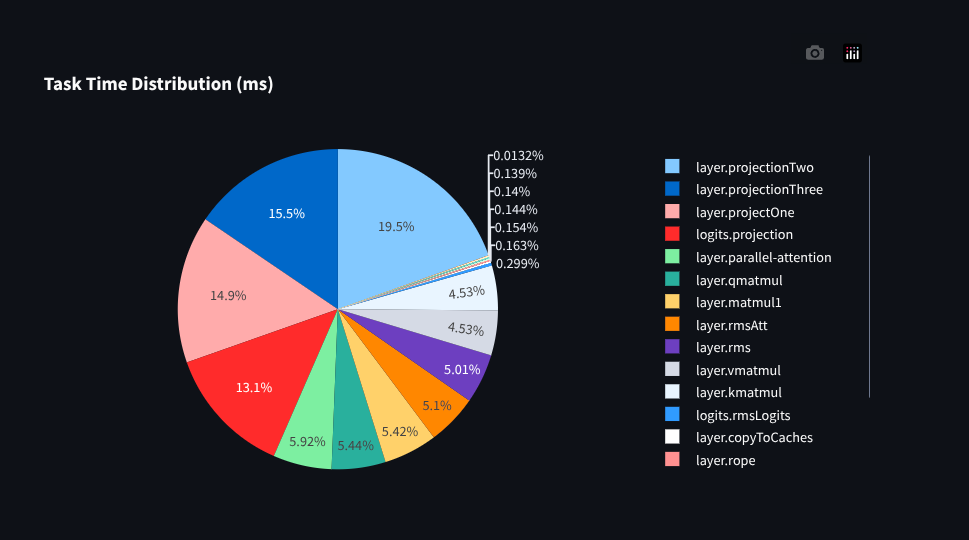 Task Time Distribution (ms)
19.5%
0.0132%
0.139%
0.14%
0.144%
0.154%
0.163%
0.299%
4.53%
4.53%
5.01%
5.1%
5.42%
5.44%
5.92%
13.1%
14.9%
15.5%
layer.projectionTwo
layer.projectionThree
layer.projectOne
logits.projection
layer.parallel-attention
layer.qmatmul
layer.matmul1
layer.rmsAtt
layer.rms
layer.vmatmul
layer.kmatmul
logits.rmsLogits
layer.copyToCaches
layer.rope